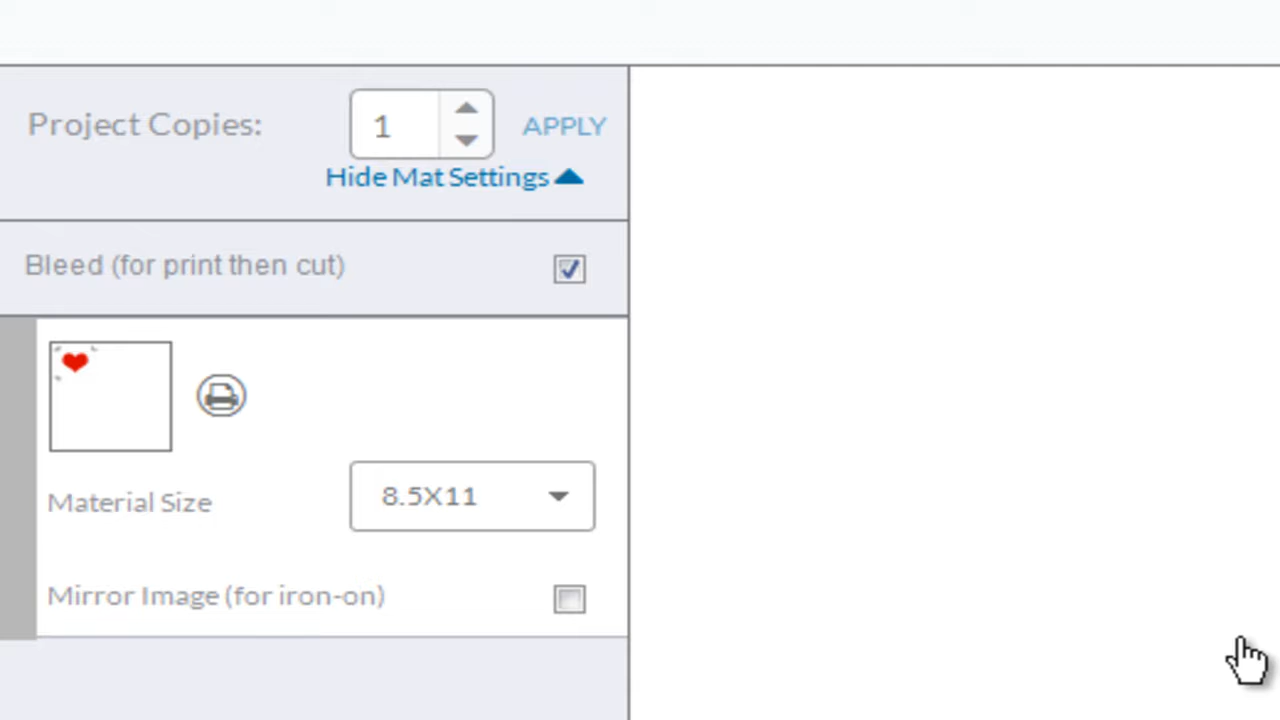 Project Copies: 1 APPLY
Hide Mat Settings
Bleed (for print then cut)
Material Size 8.5X11
Mirror Image (for iron-on)